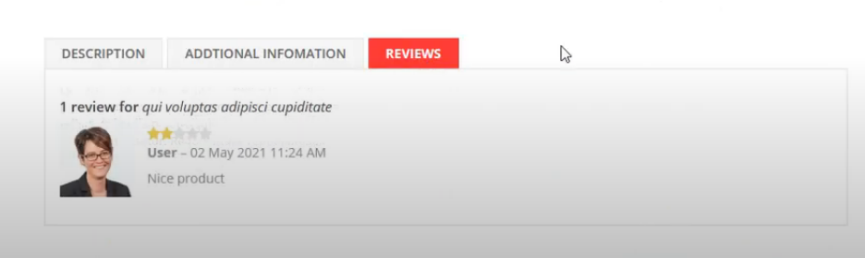 DESCRIPTION ADDTIONAL INFOMATION REVIEWS
1 review for qui voluptas adipisci cupiditate
User – 02 May 2021 11:24 AM
Nice product